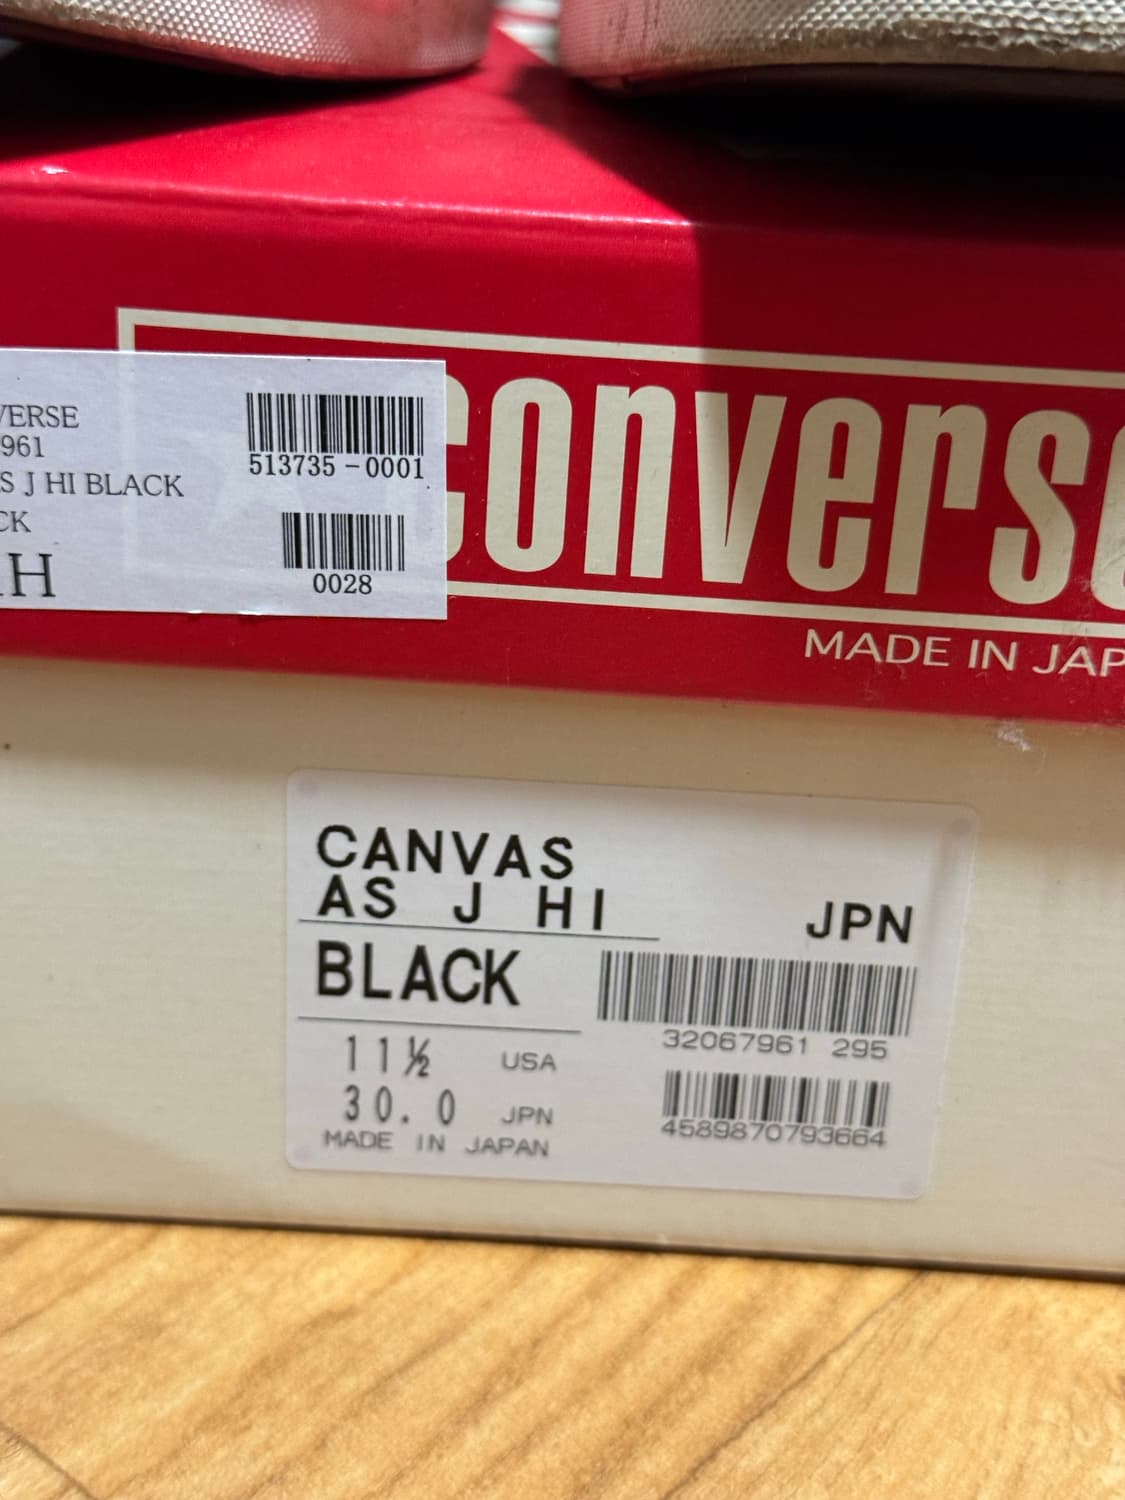 VERSE
961
S J HI BLACK
CK
H
513735-0001
0028
converse
MADE IN JAP
CANVAS
AS J HI
JPN
BLACK
32067961 295
11½ USA
30.0 JPN
4589870793664
MADE IN JAPAN